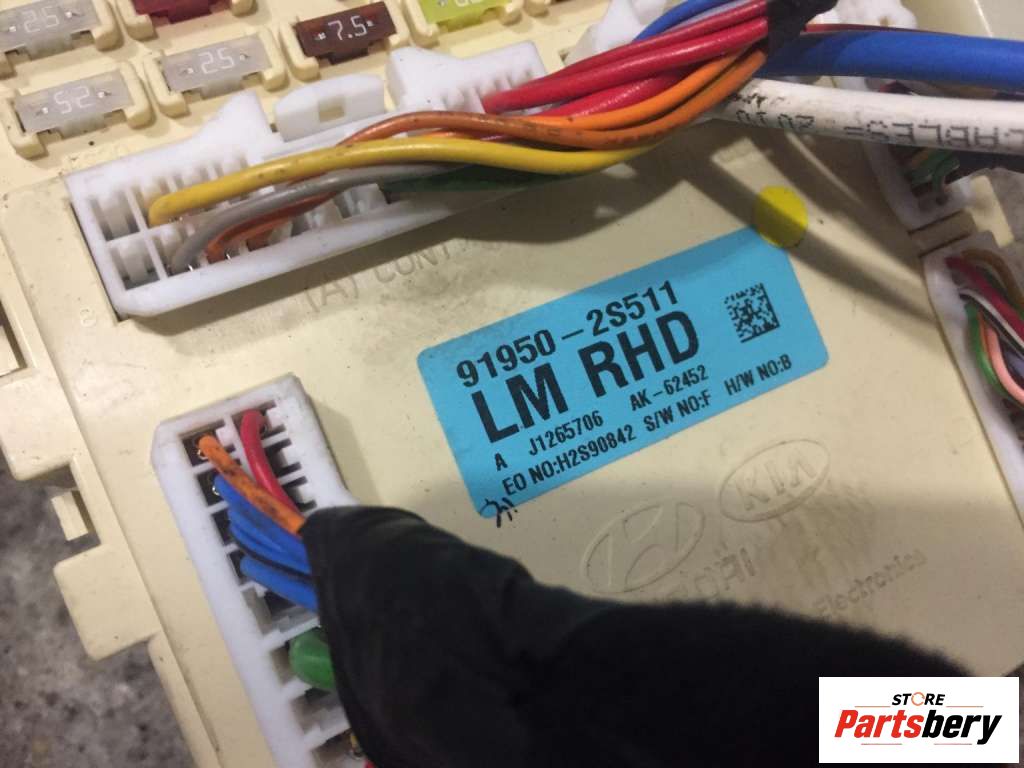 25
7.5
25
25
(A) CONT
91950-2S511
LM RHD
A J1265706 AK-62452
EO NO:H2S90842 S/W NO:F H/W NO:B
KIA
Electronics
STORE
Partsbery